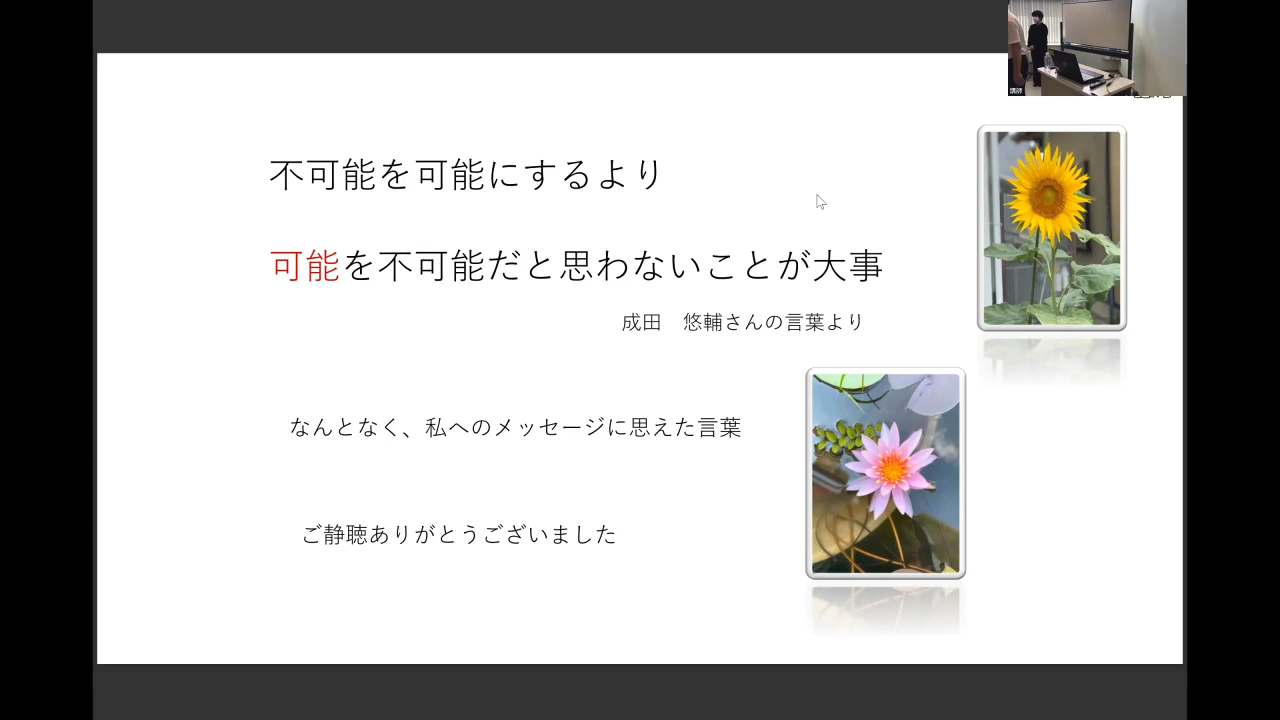 不可能を可能にするより
可能を不可能だと思わないことが大事
成田　悠輔さんの言葉より
なんとなく、私へのメッセージに思えた言葉
ご静聴ありがとうございました